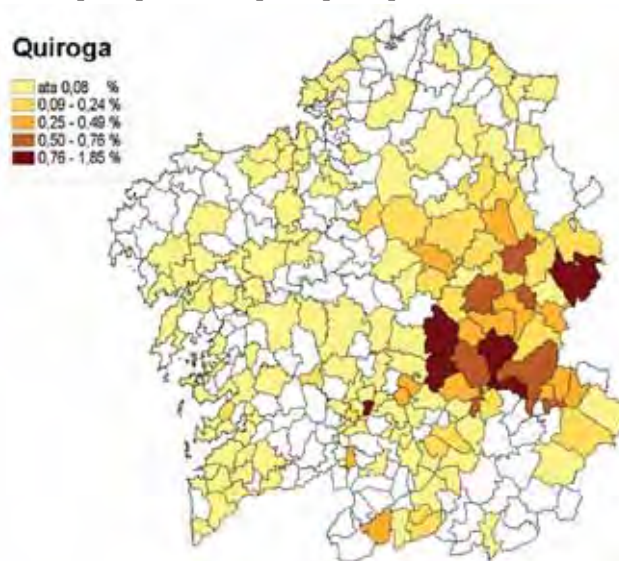 Quiroga
ata 0,08 %
0,09 - 0,24 %
0,25 - 0,49 %
0,50 - 0,76 %
0,76 - 1,85 %